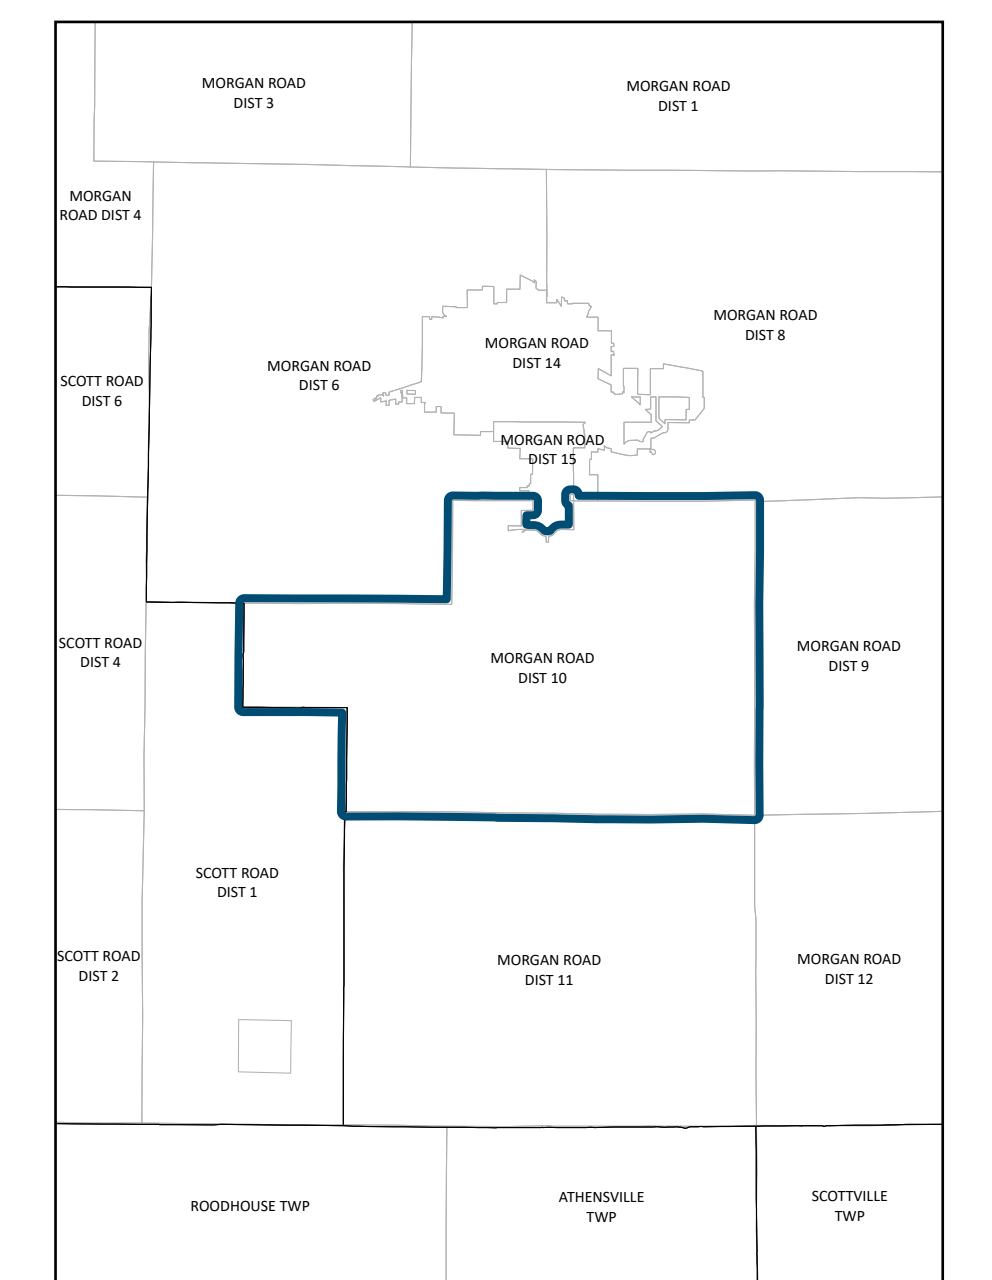 MORGAN ROAD
DIST 3
MORGAN ROAD
DIST 1
MORGAN
ROAD DIST 4
MORGAN ROAD
DIST 8
MORGAN ROAD
DIST 14
MORGAN ROAD
DIST 6
SCOTT ROAD
DIST 6
MORGAN ROAD
DIST 15
SCOTT ROAD
DIST 4
MORGAN ROAD
DIST 10
MORGAN ROAD
DIST 9
SCOTT ROAD
DIST 1
SCOTT ROAD
DIST 2
MORGAN ROAD
DIST 11
MORGAN ROAD
DIST 12
ROODHOUSE TWP
ATHENSVILLE
TWP
SCOTTVILLE
TWP